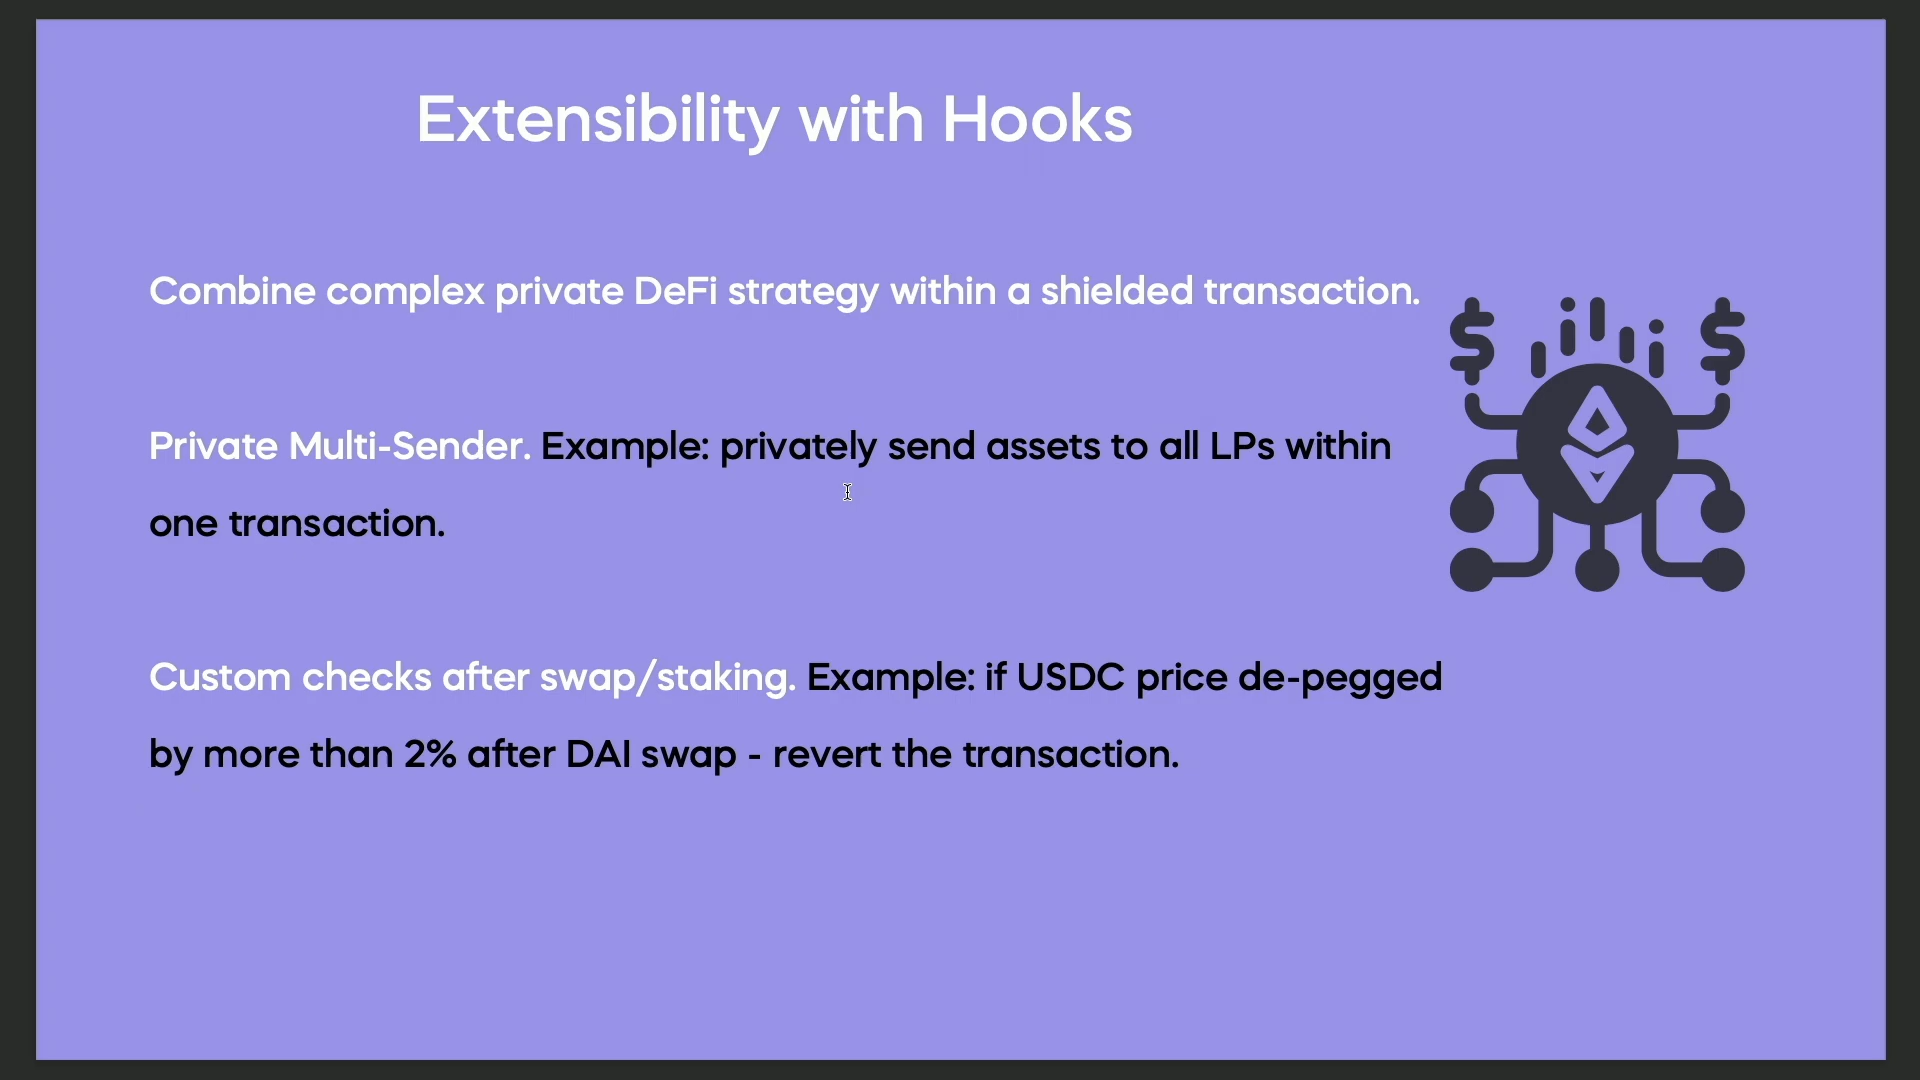 Extensibility with Hooks
Combine complex private DeFi strategy within a shielded transaction.
Private Multi-Sender. Example: privately send assets to all LPs within
one transaction.
Custom checks after swap/staking. Example: if USDC price de-pegged
by more than 2% after DAI swap - revert the transaction.